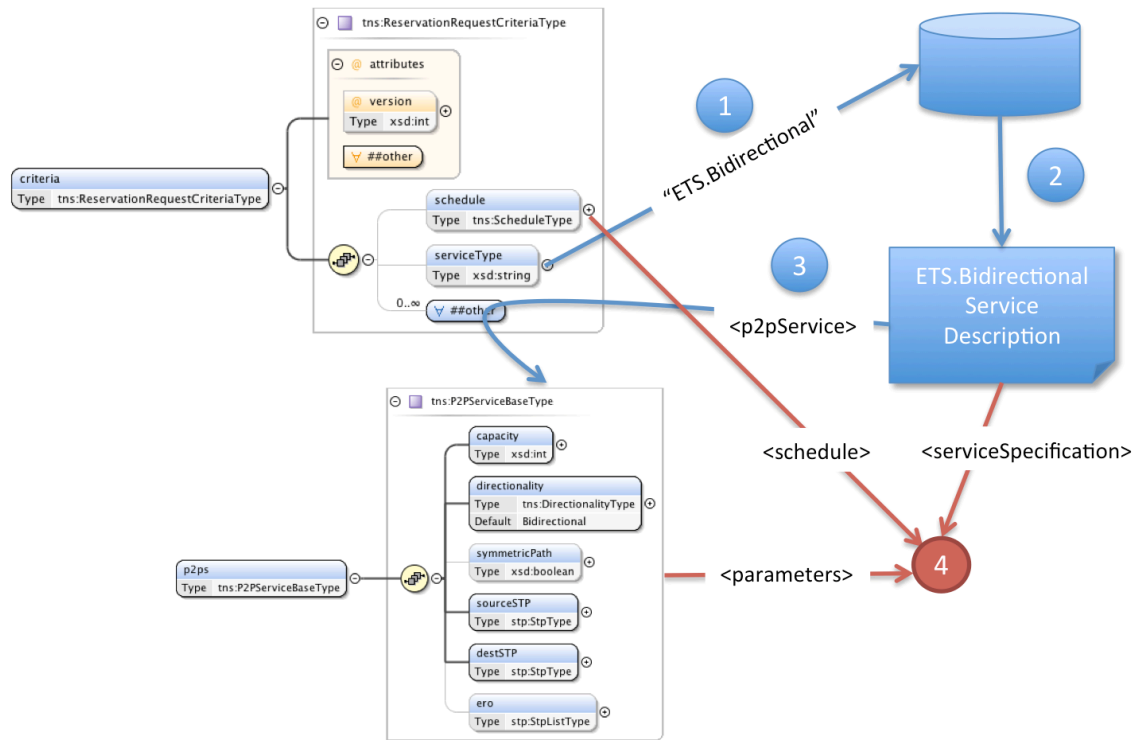 tns:ReservationRequestCriteriaType
@ attributes
@ version
Type xsd:int
∀ ##other
criteria
Type tns:ReservationRequestCriteriaType
schedule
Type tns:ScheduleType
serviceType
Type xsd:string
0..∞
∀ ##other
1
“ETS.Bidirectional”
2
3
<p2pService>
ETS.Bidirectional
Service
Description
tns:P2PServiceBaseType
capacity
Type xsd:int
directionality
Type tns:DirectionalityType
Default Bidirectional
symmetricPath
Type xsd:boolean
p2ps
Type tns:P2PServiceBaseType
sourceSTP
Type stp:StpType
destSTP
Type stp:StpType
ero
Type stp:StpListType
<schedule>
<serviceSpecification>
<parameters>
4